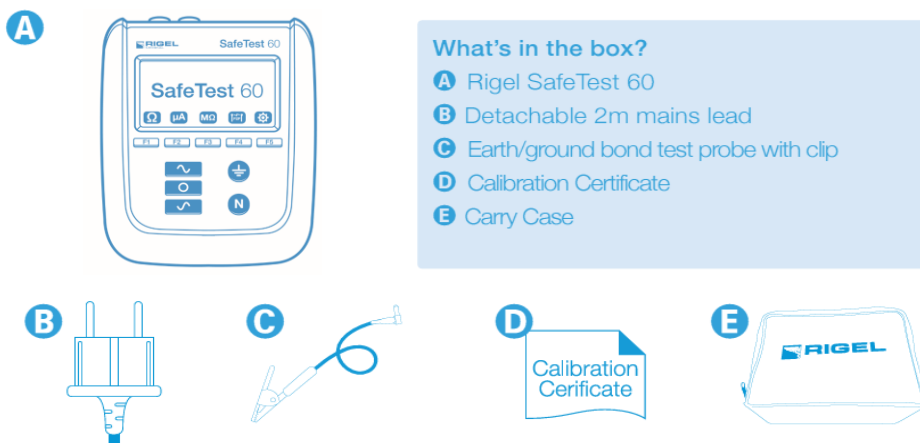 A
RIGEL SafeTest 60
SafeTest 60
Ω µA MΩ
F1 F2 F3 F4 F5
N
What's in the box?
A Rigel SafeTest 60
B Detachable 2m mains lead
C Earth/ground bond test probe with clip
D Calibration Certificate
E Carry Case
B
C
D
Calibration
Cerificate
E
RIGEL